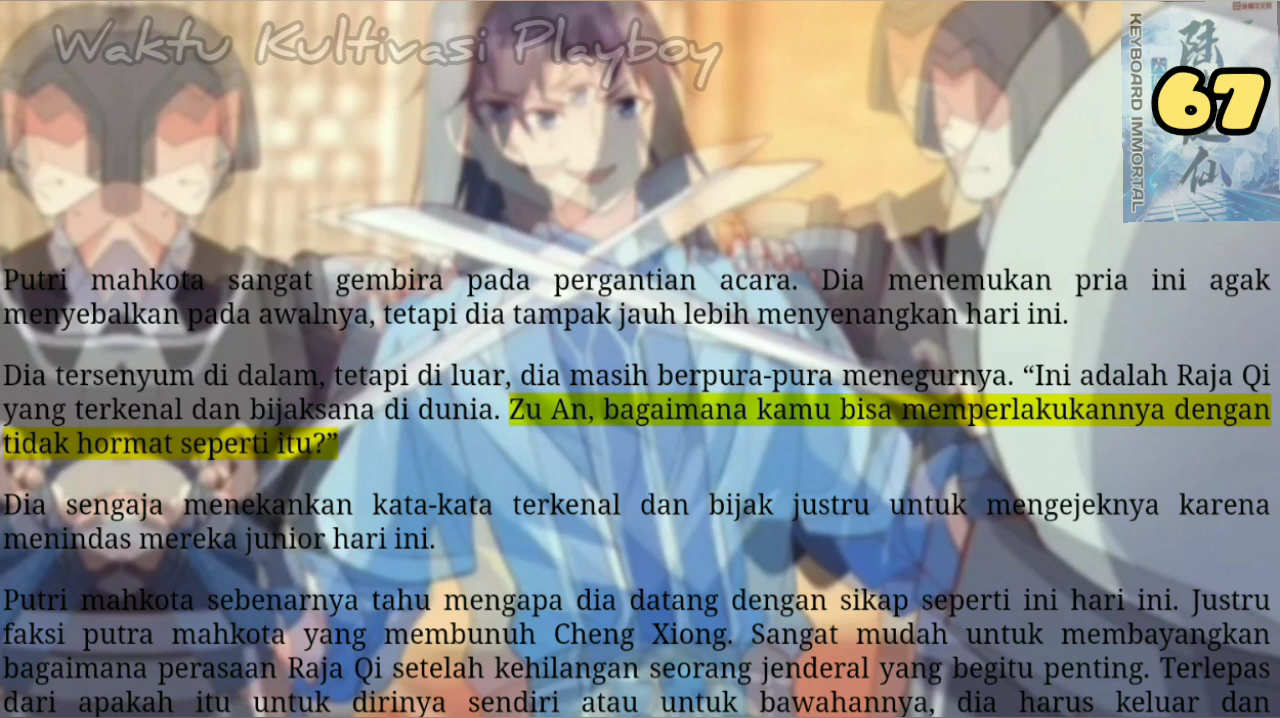 Waktu Kultivasi Playboy
KEYBOARD IMMORTAL
67
Putri mahkota sangat gembira pada pergantian acara. Dia menemukan pria ini agak
menyebalkan pada awalnya, tetapi dia tampak jauh lebih menyenangkan hari ini.
Dia tersenyum di dalam, tetapi di luar, dia masih berpura-pura menegurnya. “Ini adalah Raja Qi
yang terkenal dan bijaksana di dunia. Zu An, bagaimana kamu bisa memperlakukannya dengan
tidak hormat seperti itu?”
Dia sengaja menekankan kata-kata terkenal dan bijak justru untuk mengejeknya karena
menindas mereka junior hari ini.
Putri mahkota sebenarnya tahu mengapa dia datang dengan sikap seperti ini hari ini. Justru
faksi putra mahkota yang membunuh Cheng Xiong. Sangat mudah untuk membayangkan
bagaimana perasaan Raja Qi setelah kehilangan seorang jenderal yang begitu penting. Terlepas
dari apakah itu untuk dirinya sendiri atau untuk bawahannya, dia harus keluar dan